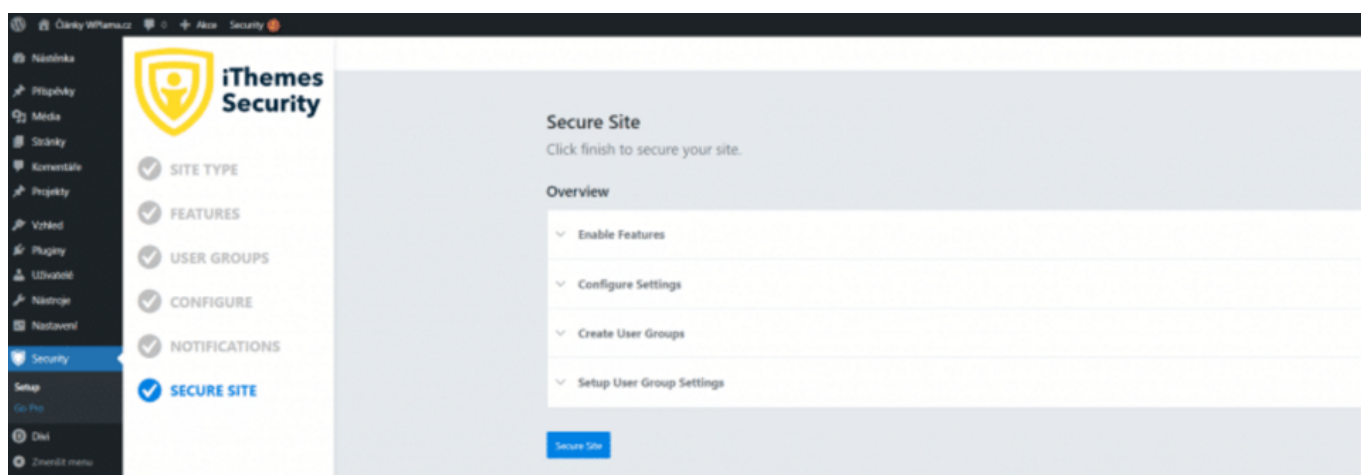 Články WPlama.cz 0 + Akce Security 2
Nástěnka
Příspěvky
Média
Stránky
Komentáře
Projekty
Vzhled
Pluginy
Uživatelé
Nástroje
Nastavení
Security
Setup
Go Pro
Divi
Zmenšit menu
iThemes
Security
SITE TYPE
FEATURES
USER GROUPS
CONFIGURE
NOTIFICATIONS
SECURE SITE
Secure Site
Click finish to secure your site.
Overview
Enable Features
Configure Settings
Create User Groups
Setup User Group Settings
Secure Site